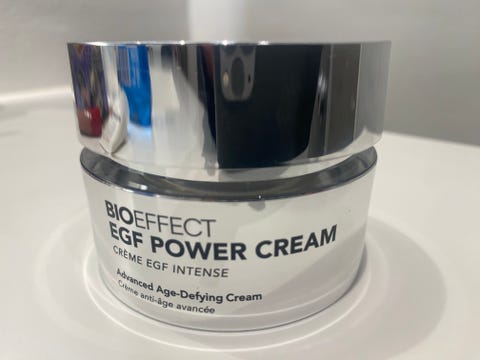 BIOEFFECT
EGF POWER CREAM
CRÈME EGF INTENSE
Advanced Age-Defying Cream
Crème anti-âge avancée